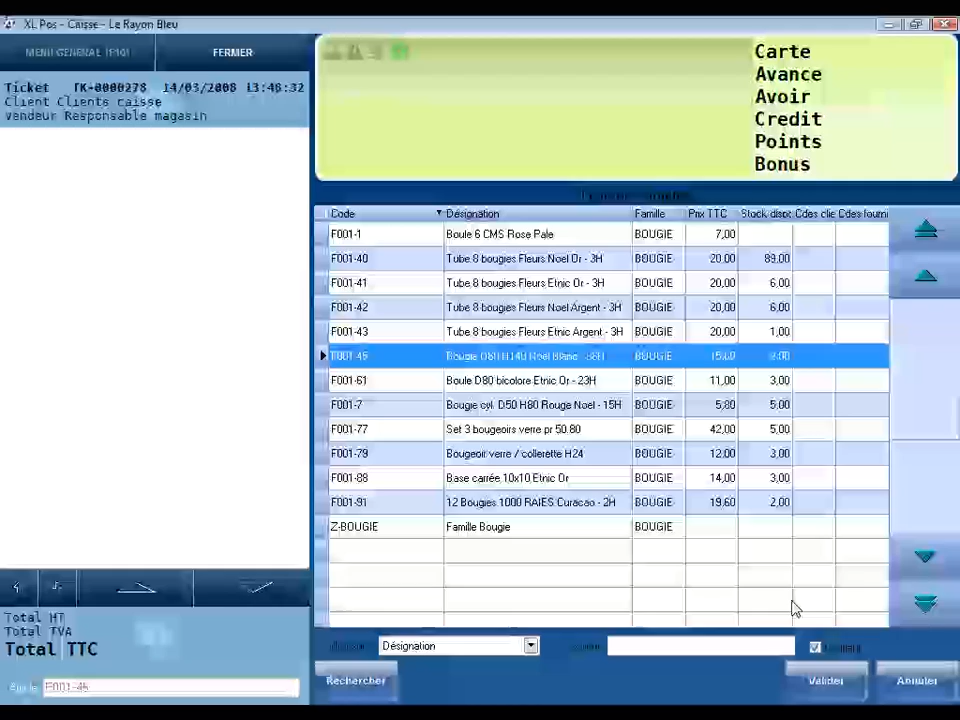 XL Pos - Caisse - Le Rayon Bleu
MENU GENERAL (F10) FERMER
Ticket TK-0000278 14/03/2008 13:48:32
Client Clients caisse
Vendeur Responsable magasin
Carte
Avance
Avoir
Credit
Points
Bonus
Code Désignation Famille Prix TTC Stock dispo Cdes clie Cdes fourni
F001-1 Boule 6 CMS Rose Pale BOUGIE 7,00
F001-40 Tube 8 bougies Fleurs Noel Or - 3H BOUGIE 20,00 89,00
F001-41 Tube 8 bougies Fleurs Etnic Or - 3H BOUGIE 20,00 6,00
F001-42 Tube 8 bougies Fleurs Noel Argent - 3H BOUGIE 20,00 6,00
F001-43 Tube 8 bougies Fleurs Etnic Argent - 3H BOUGIE 20,00 1,00
F001-45 Bougie D80 H140 Noel Blanc BOUGIE
F001-61 Boule D80 bicolore Etnic Or - 23H BOUGIE 11,00 3,00
F001-7 Bougie cyl. D50 H80 Rouge Noel - 15H BOUGIE 5,80 5,00
F001-77 Set 3 bougeoirs verre pr 50,80 BOUGIE 42,00 5,00
F001-79 Bougeoir verre / collerette H24 BOUGIE 12,00 3,00
F001-88 Base carrée 10x10 Etnic Or BOUGIE 14,00 3,00
F001-91 12 Bougies 1000 RAIES Curacao - 2H BOUGIE 19,60 2,00
Z-BOUGIE Famille Bougie BOUGIE
Total HT
Total TVA
Total TTC
Désignation
F001-45
Rechercher Valider Annuler